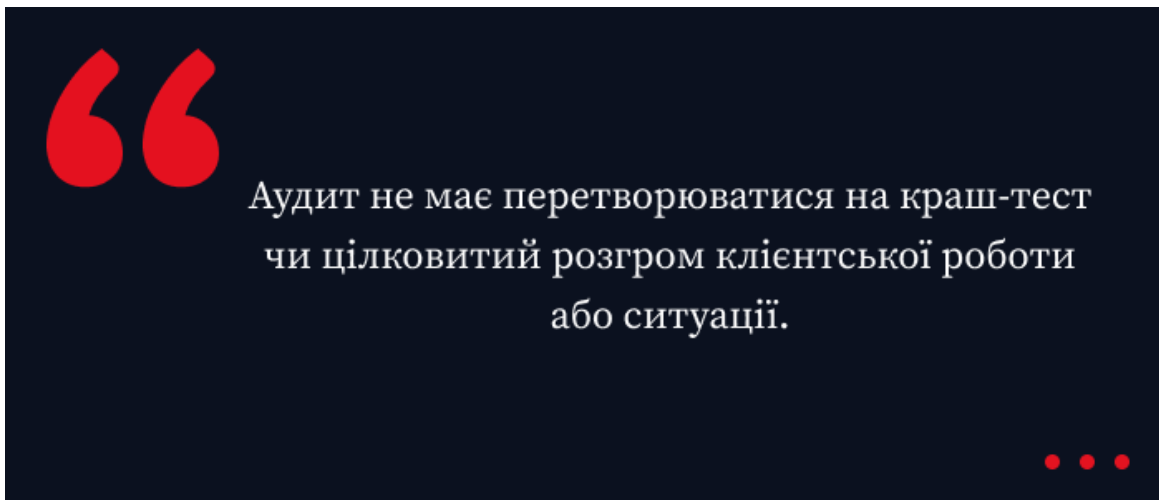 “
Аудит не має перетворюватися на краш-тест
чи цілковитий розгром клієнтської роботи
або ситуації.